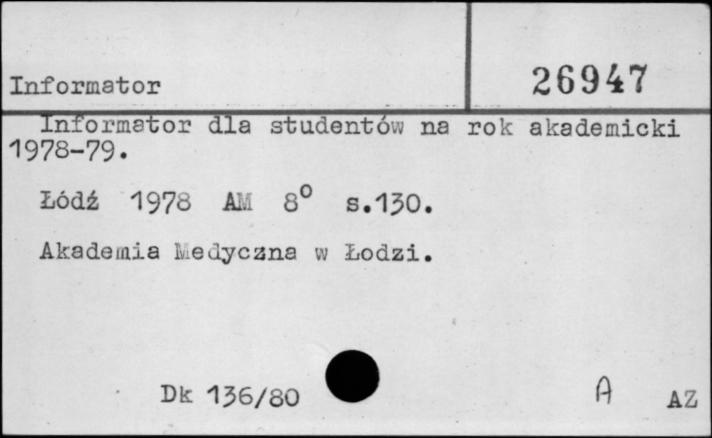 Informator
26947
Informator dla studentów na rok akademicki
1978-79.
Łódź 1978 AM 8° s.130.
Akademia Medyczna w Łodzi.
Dk 136/80
A
AZ